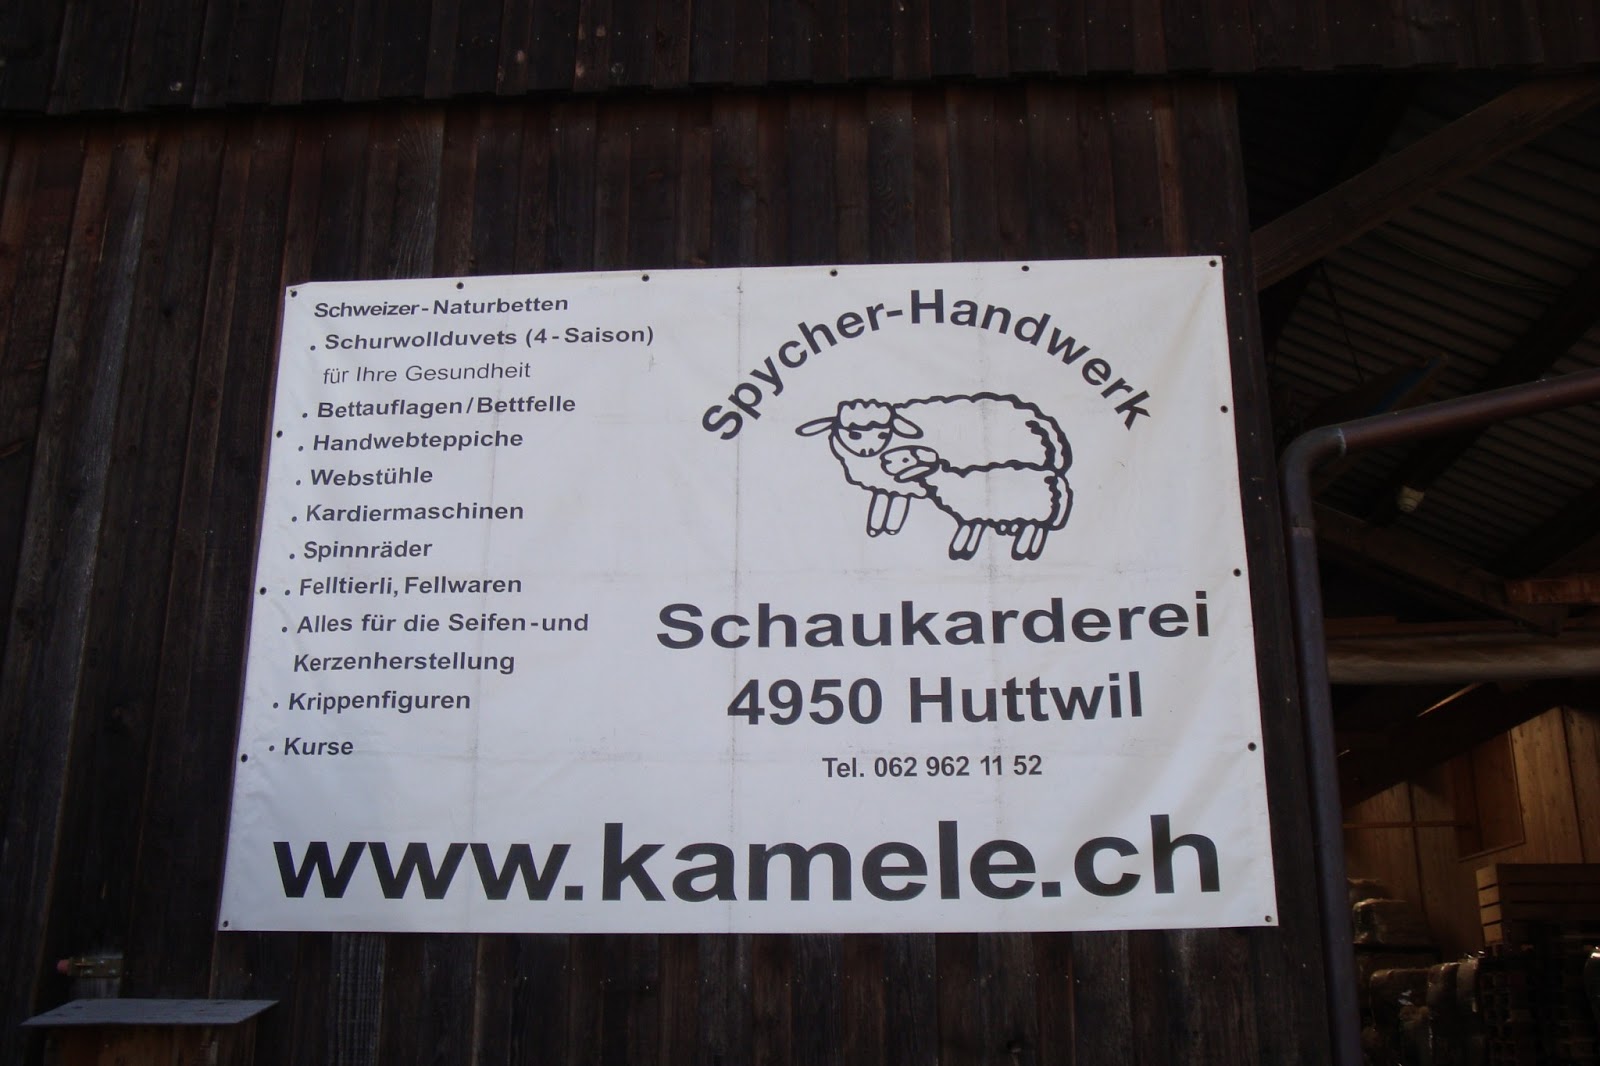 Schweizer-Naturbetten
. Schurwollduvets (4-Saison)
für Ihre Gesundheit
. Bettauflagen/Bettfelle
. Handwebteppiche
. Webstühle
. Kardiermaschinen
. Spinnräder
. Felltierli, Fellwaren
. Alles für die Seifen-und
Kerzenherstellung
. Krippenfiguren
. Kurse
Spycher-Handwerk
Schaukarderei
4950 Huttwil
Tel. 062 962 11 52
www.kamele.ch